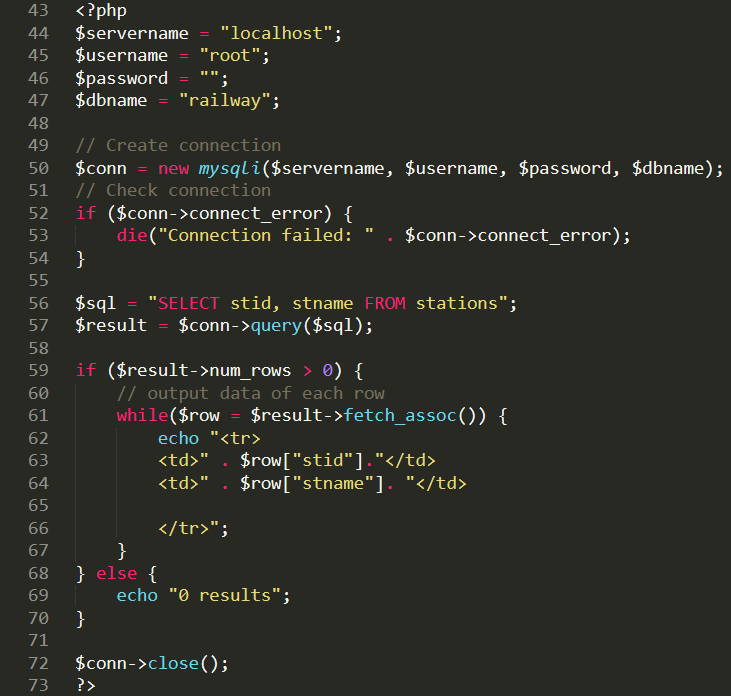 43 <?php
44 $servername = "localhost";
45 $username = "root";
46 $password = "";
47 $dbname = "railway";
48
49 // Create connection
50 $conn = new mysqli($servername, $username, $password, $dbname);
51 // Check connection
52 if ($conn->connect_error) {
53     die("Connection failed: " . $conn->connect_error);
54 }
55
56 $sql = "SELECT stid, stname FROM stations";
57 $result = $conn->query($sql);
58
59 if ($result->num_rows > 0) {
60     // output data of each row
61     while($row = $result->fetch_assoc()) {
62         echo "<tr>
63         <td>" . $row["stid"]."</td>
64         <td>" . $row["stname"]. "</td>
65
66         </tr>";
67     }
68 } else {
69     echo "0 results";
70 }
71
72 $conn->close();
73 ?>